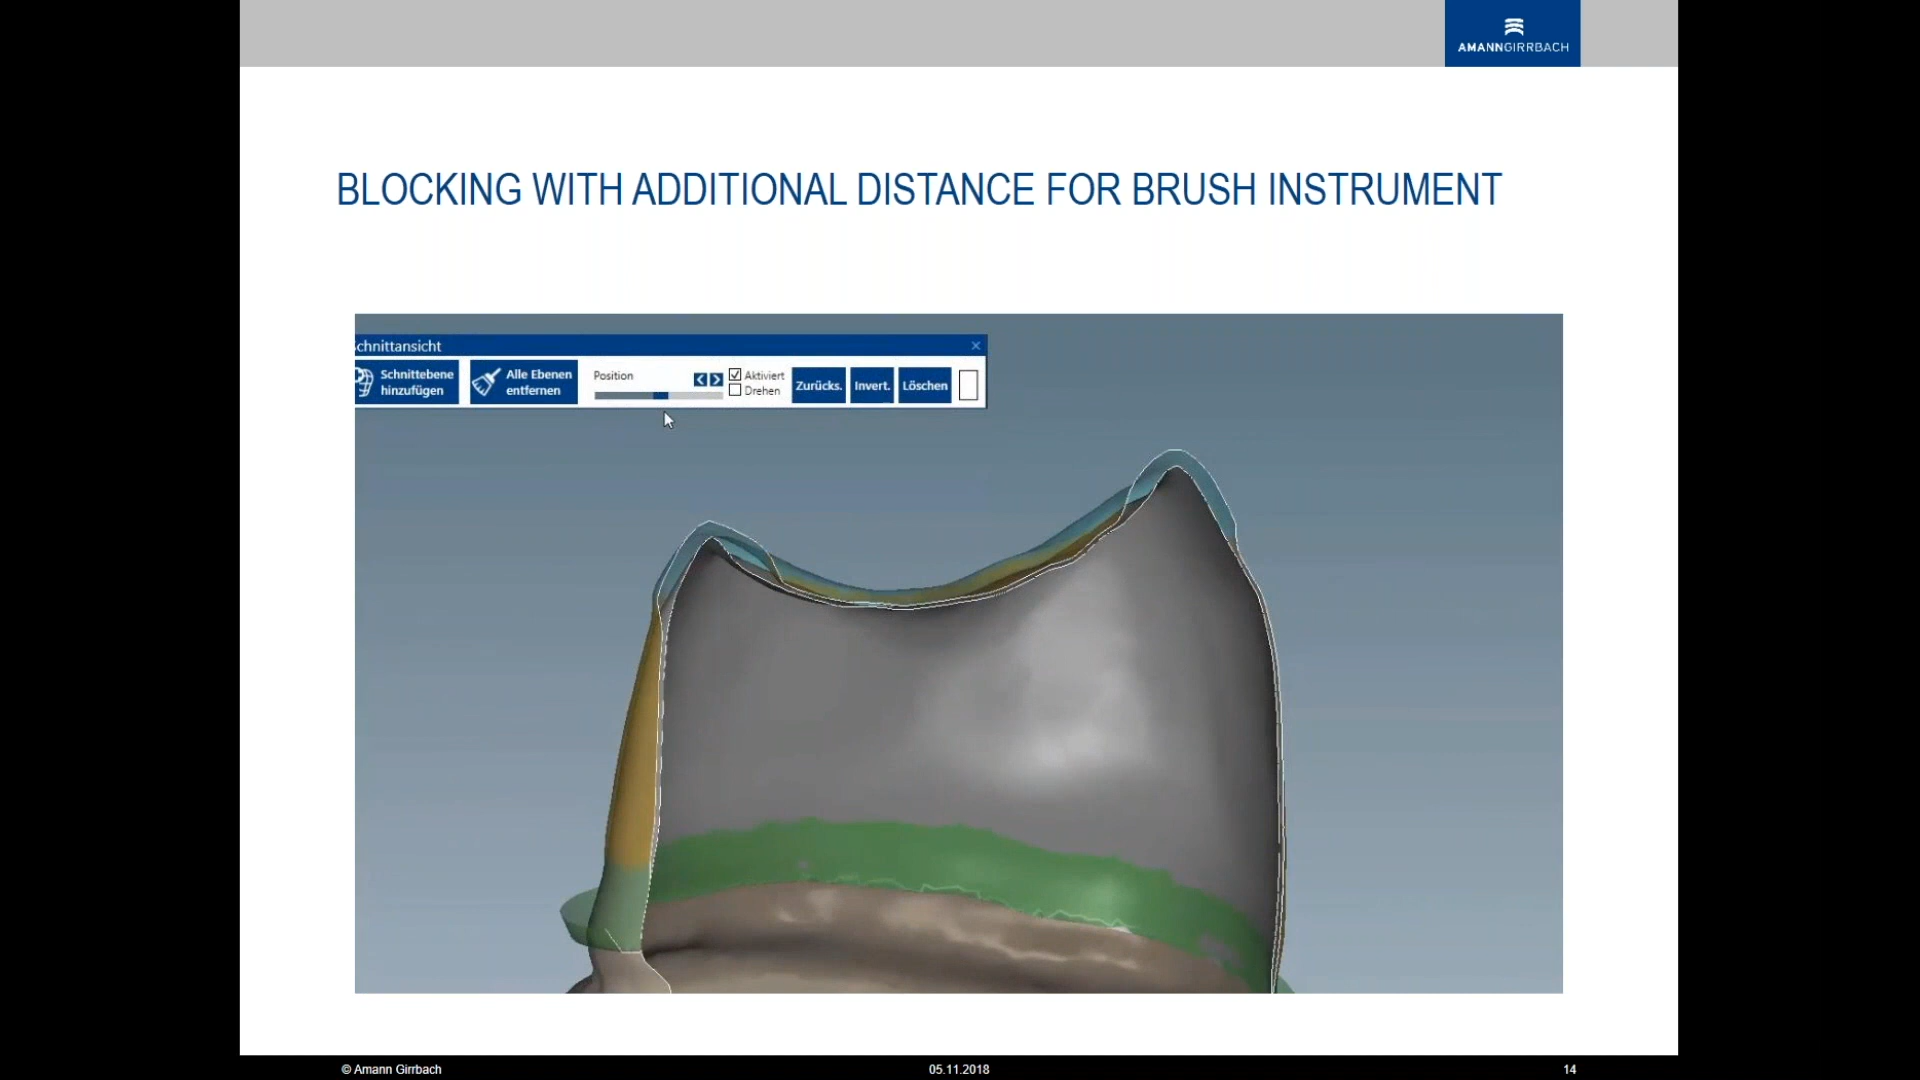 AMANNGIRRBACH
BLOCKING WITH ADDITIONAL DISTANCE FOR BRUSH INSTRUMENT
chnittansicht
Schnittebene
hinzufügen
Alle Ebenen
entfernen
Position
Aktiviert
Drehen
Zurücks.
Invert.
Löschen
© Amann Girrbach
05.11.2018
14